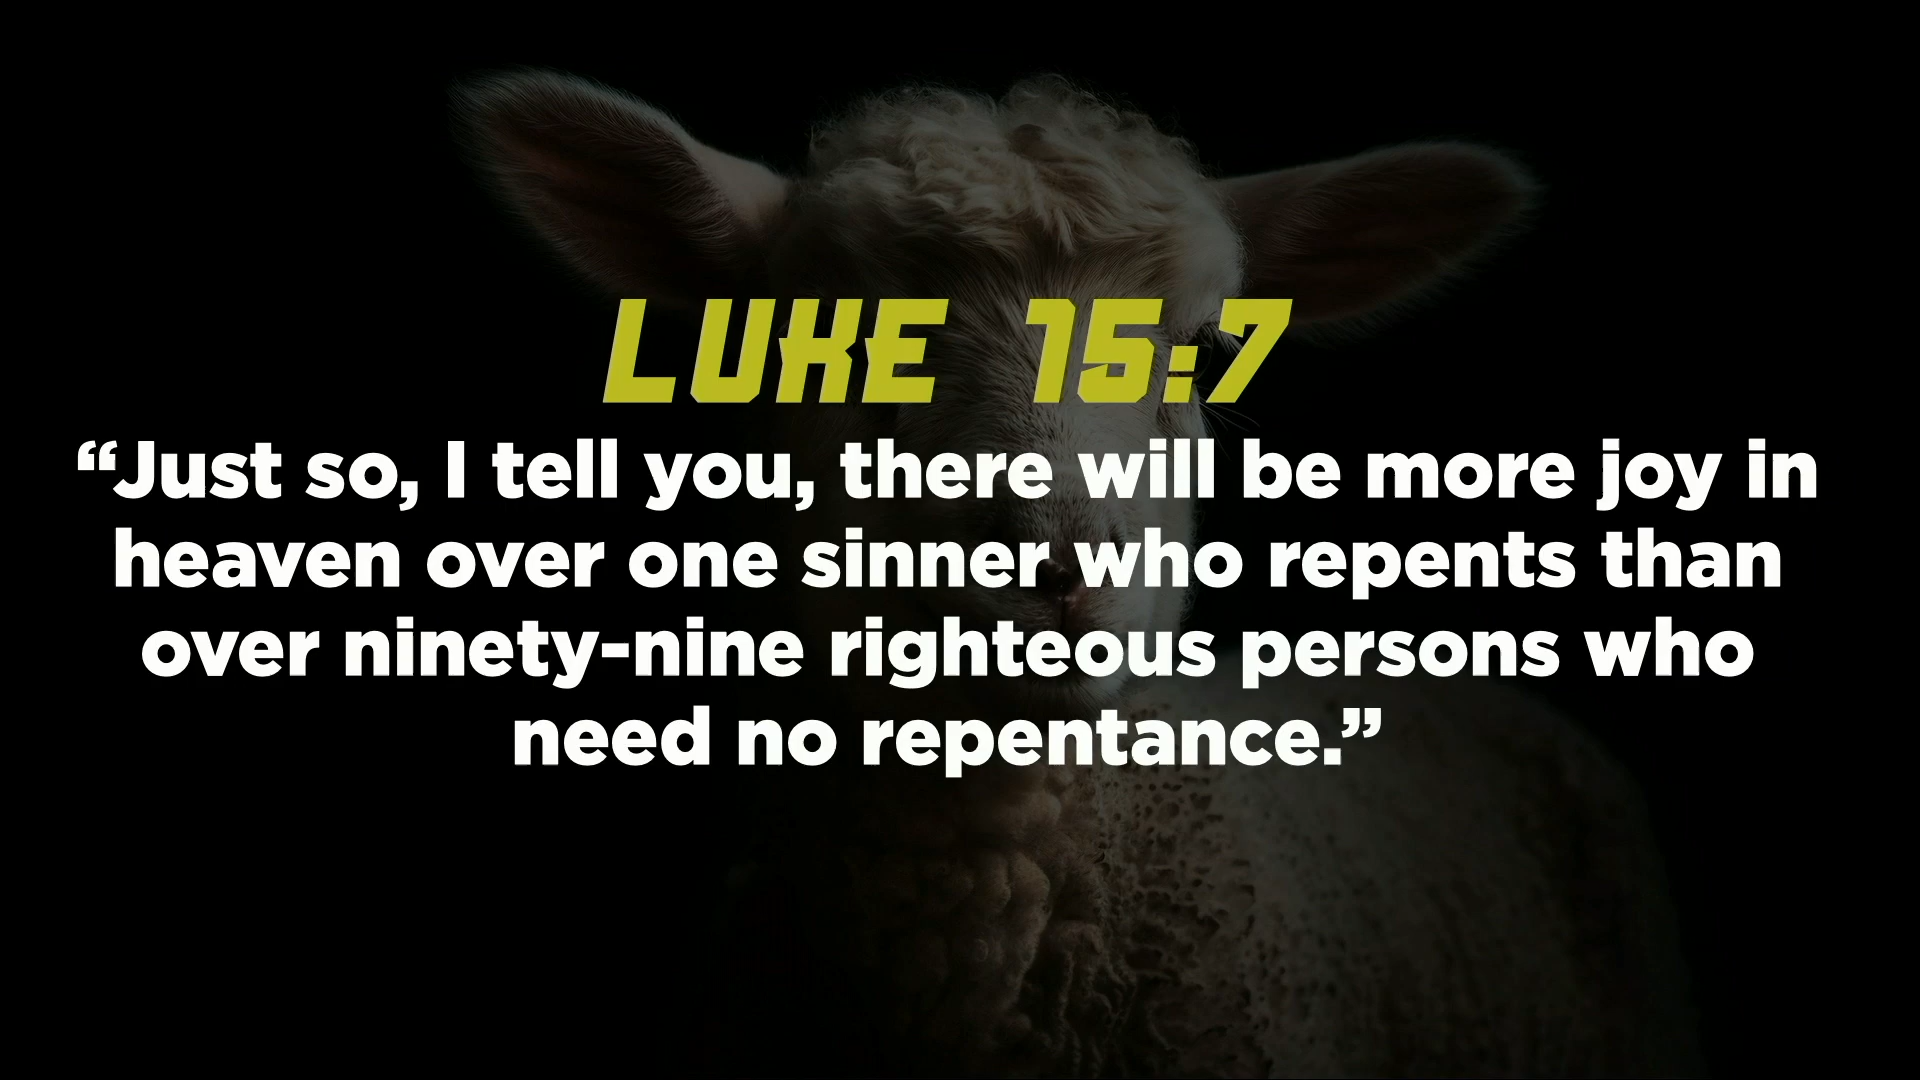 LUKE 15:7
“Just so, I tell you, there will be more joy in
heaven over one sinner who repents than
over ninety-nine righteous persons who
need no repentance.”